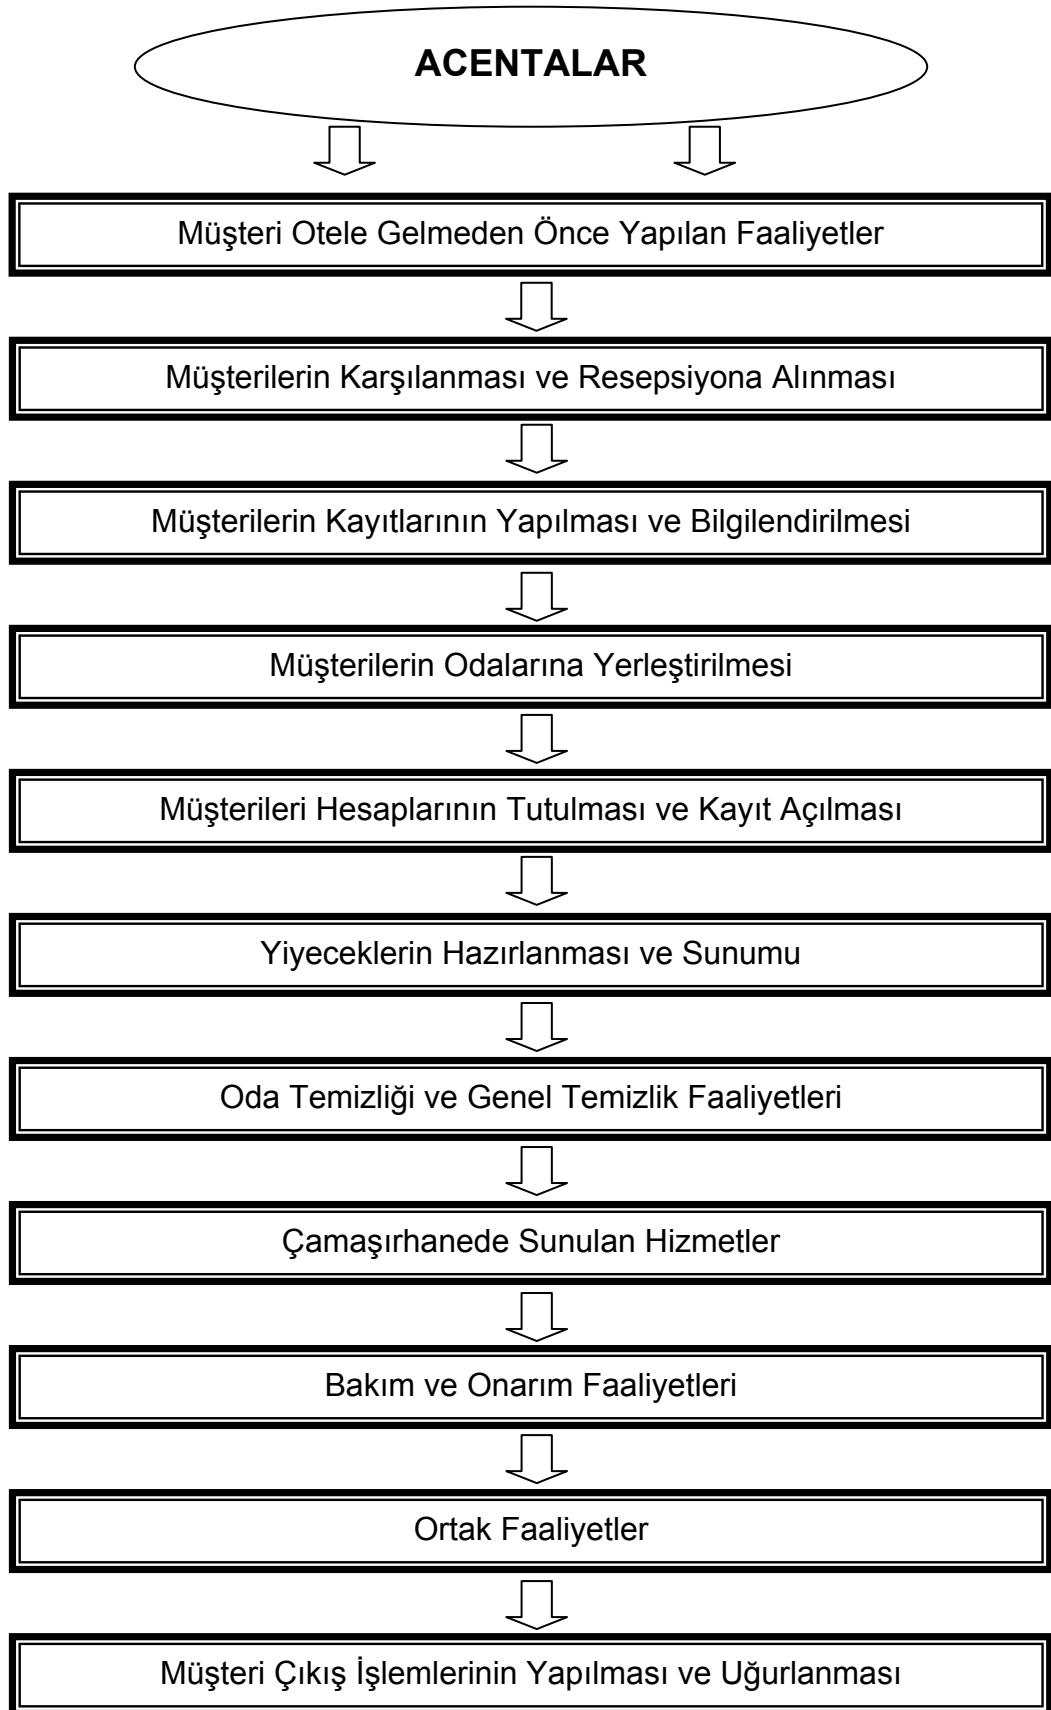 ACENTALAR
Müşteri Otele Gelmeden Önce Yapılan Faaliyetler
Müşterilerin Karşılanması ve Resepsiyona Alınması
Müşterilerin Kayıtlarının Yapılması ve Bilgilendirilmesi
Müşterilerin Odalarına Yerleştirilmesi
Müşterileri Hesaplarının Tutulması ve Kayıt Açılması
Yiyeceklerin Hazırlanması ve Sunumu
Oda Temizliği ve Genel Temizlik Faaliyetleri
Çamaşırhanede Sunulan Hizmetler
Bakım ve Onarım Faaliyetleri
Ortak Faaliyetler
Müşteri Çıkış İşlemlerinin Yapılması ve Uğurlanması